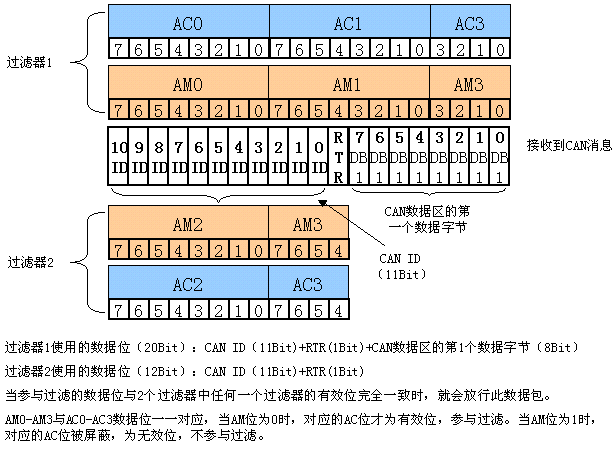 AC0 AC1 AC3
7 6 5 4 3 2 1 0 7 6 5 4 3 2 1 0 3 2 1 0
过滤器1
AM0 AM1 AM3
7 6 5 4 3 2 1 0 7 6 5 4 3 2 1 0 3 2 1 0
10 9 8 7 6 5 4 3 2 1 0 R 7 6 5 4 3 2 1 0
ID ID ID ID ID ID ID ID ID ID ID T DB DB DB DB DB DB DB DB
R 1 1 1 1 1 1 1 1
接收到CAN消息
CAN数据区的第
一个数据字节
AM2 AM3
7 6 5 4 3 2 1 0 7 6 5 4
CAN ID
(11Bit)
过滤器2
AC2 AC3
7 6 5 4 3 2 1 0 7 6 5 4
过滤器1使用的数据位（20Bit）：CAN ID（11Bit)+RTR(1Bit)+CAN数据区的第1个数据字节（8Bit）
过滤器2使用的数据位（12Bit）：CAN ID（11Bit)+RTR(1Bit)
当参与过滤的数据位与2个过滤器中任何一个过滤器的有效位完全一致时，就会放行此数据包。
AM0-AM3与AC0-AC3数据位一一对应，当AM位为0时，对应的AC位才为有效位，参与过滤。当AM位为1时，
对应的AC位被屏蔽，为无效位，不参与过滤。